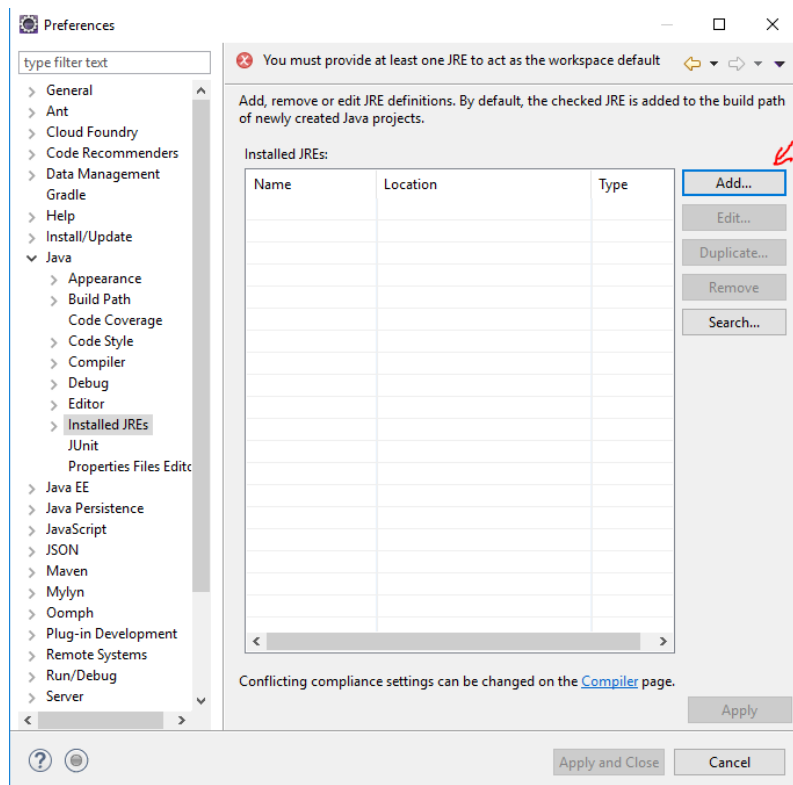 Preferences
type filter text
You must provide at least one JRE to act as the workspace default
General
Ant
Cloud Foundry
Code Recommenders
Data Management
Gradle
Help
Install/Update
Java
Appearance
Build Path
Code Coverage
Code Style
Compiler
Debug
Editor
Installed JREs
JUnit
Properties Files Edito
Java EE
Java Persistence
JavaScript
JSON
Maven
Mylyn
Oomph
Plug-in Development
Remote Systems
Run/Debug
Server
Add, remove or edit JRE definitions. By default, the checked JRE is added to the build path
of newly created Java projects.
Installed JREs:
Name Location Type
Add...
Edit...
Duplicate...
Remove
Search...
Conflicting compliance settings can be changed on the Compiler page.
Apply
?
Apply and Close Cancel